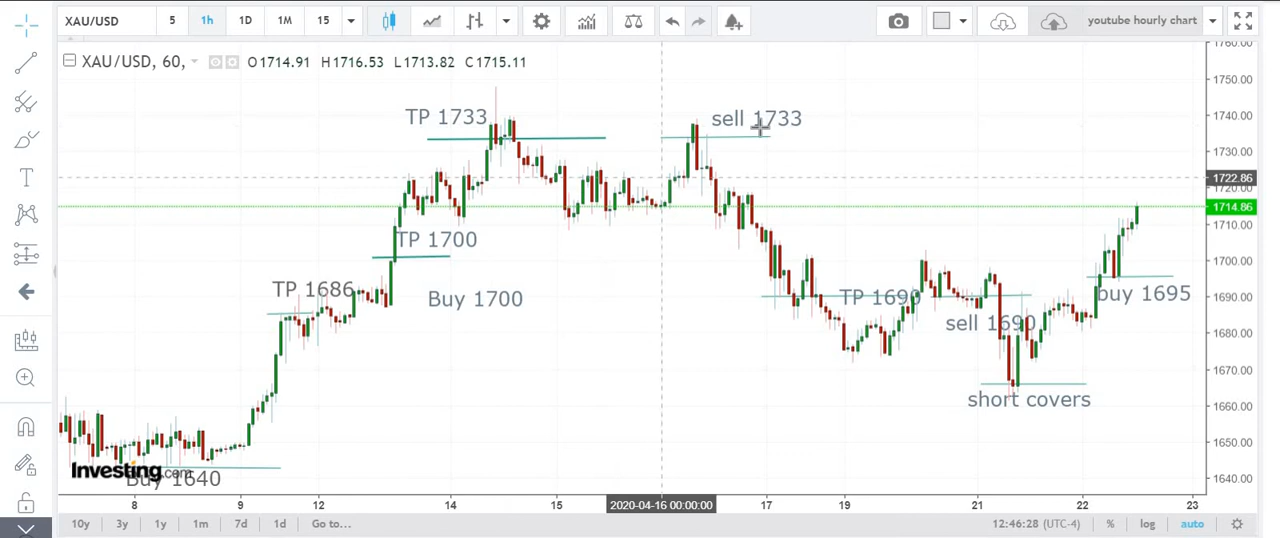 XAU/USD 5 1h 1D 1M 15 youtube hourly chart
XAU/USD, 60, O1714.91 H1716.53 L1713.82 C1715.11
1760.00
1750.00
TP 1733 sell 1733 1740.00
1730.00
1722.86
1720.00
1714.86
1710.00
TP 1700
1700.00
TP 1686 Buy 1700 TP 1690 buy 1695 1690.00
sell 1690 1680.00
1670.00
short covers 1660.00
1650.00
Investing.com
Buy 1640 1640.00
8 9 12 14 15 2020-04-16 00:00:00 17 19 21 22 23
10y 3y 1y 1m 7d 1d Go to... 12:46:28 (UTC-4) % log auto